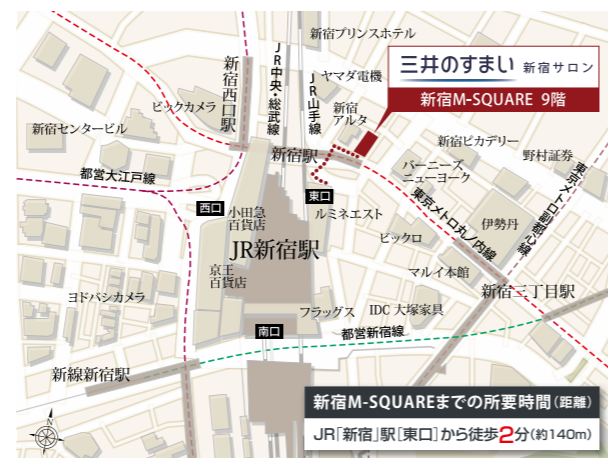 新宿プリンスホテル
三井のすまい 新宿サロン
新宿M-SQUARE 9階
JR中央・総武線
JR山手線
ヤマダ電機
新宿
アルタ
新宿西口駅
ビックカメラ
新宿センタービル
新宿駅
新宿ピカデリー
野村証券
バーニーズ
ニューヨーク
都営大江戸線
東口
西口
小田急
百貨店
ルミネエスト
東京メトロ丸ノ内線
東京メトロ副都心線
伊勢丹
JR新宿駅
ビックロ
マルイ本館
京王
百貨店
新宿三丁目駅
ヨドバシカメラ
フラッグス
IDC 大塚家具
南口
都営新宿線
新線新宿駅
N
新宿M-SQUAREまでの所要時間(距離)
JR「新宿」駅[東口]から徒歩2分(約140m)